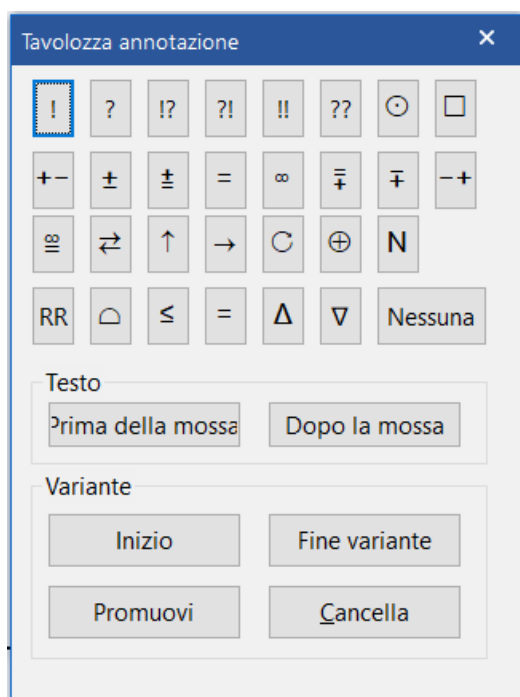 Tavolozza annotazione ×
! ? !? ?! !! ?? ⨀ □
+− ± ⩲ = ∞ ⩱ ∓ −+
≌ ⇄ ↑ → C ⊕ N
RR ⌓ ≤ = Δ ∇ Nessuna
Testo
Prima della mossa Dopo la mossa
Variante
Inizio Fine variante
Promuovi Cancella